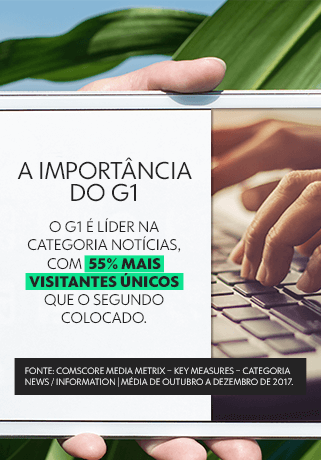 A IMPORTÂNCIA
DO G1
O G1 É LÍDER NA
CATEGORIA NOTÍCIAS,
COM 55% MAIS
VISITANTES ÚNICOS
QUE O SEGUNDO
COLOCADO.
FONTE: COMSCORE MEDIA METRIX – KEY MEASURES – CATEGORIA
NEWS / INFORMATION | MÉDIA DE OUTUBRO A DEZEMBRO DE 2017.